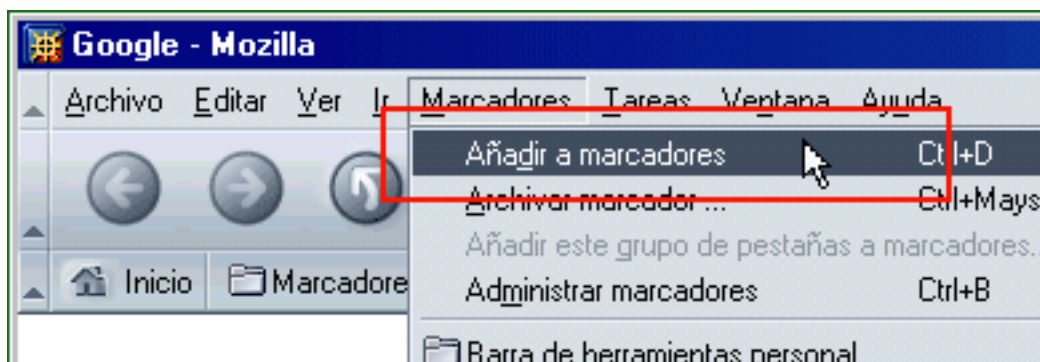 Google - Mozilla
Archivo Editar Ver Ir Marcadores Tareas Ventana Ayuda
Añadir a marcadores Ctrl+D
Archivar marcador ... Ctrl+Mays
Añadir este grupo de pestañas a marcadores...
Administrar marcadores Ctrl+B
Inicio Marcadore
Barra de herramientas personal